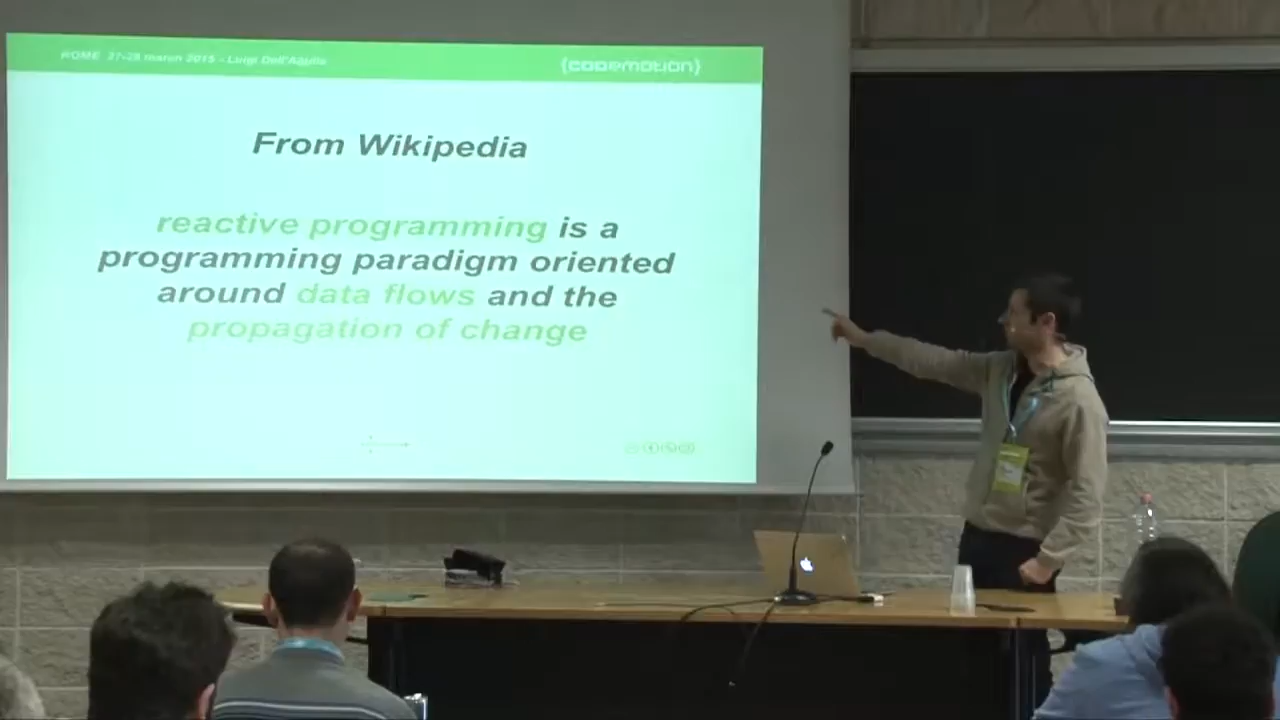 ROME 27-28 march 2015 - Luigi Dell'Aquila
{codemotion}
From Wikipedia
reactive programming is a
programming paradigm oriented
around data flows and the
propagation of change